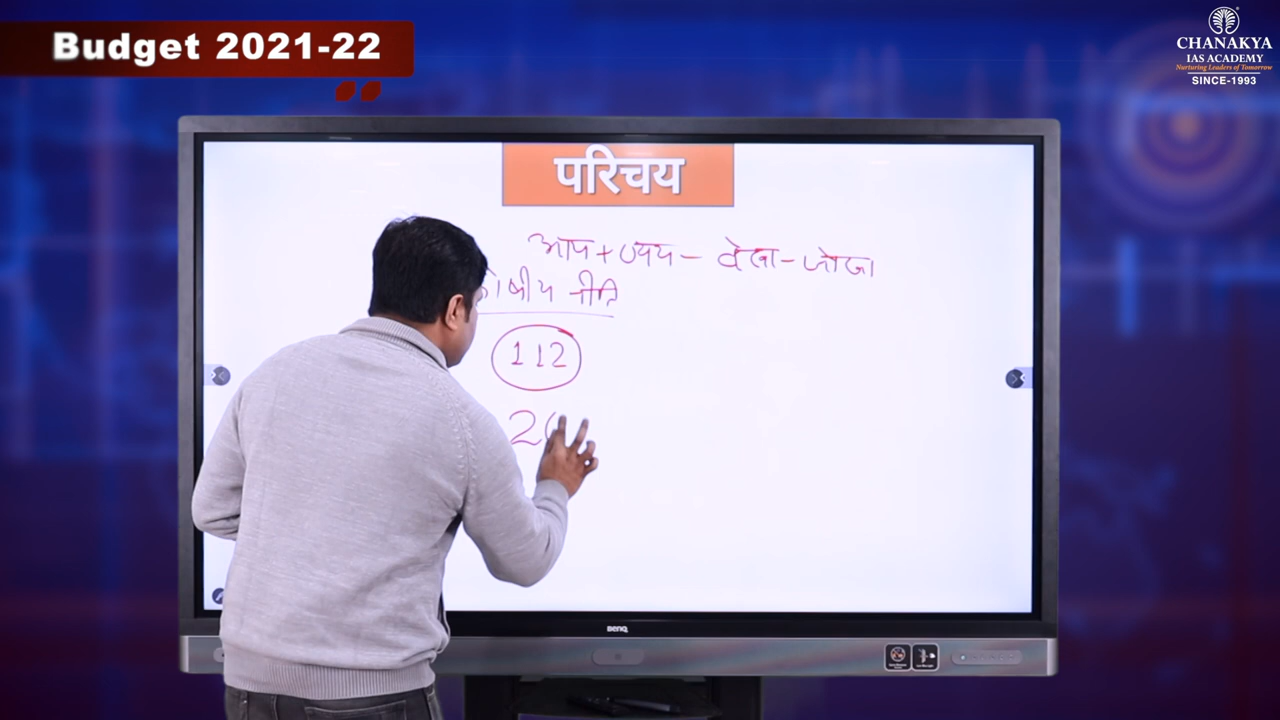 Budget 2021-22
CHANAKYA
IAS ACADEMY
Nurturing Leaders of Tomorrow
SINCE-1993
परिचय
आय + व्यय - लेखा - जोखा
नीति
112
BenQ